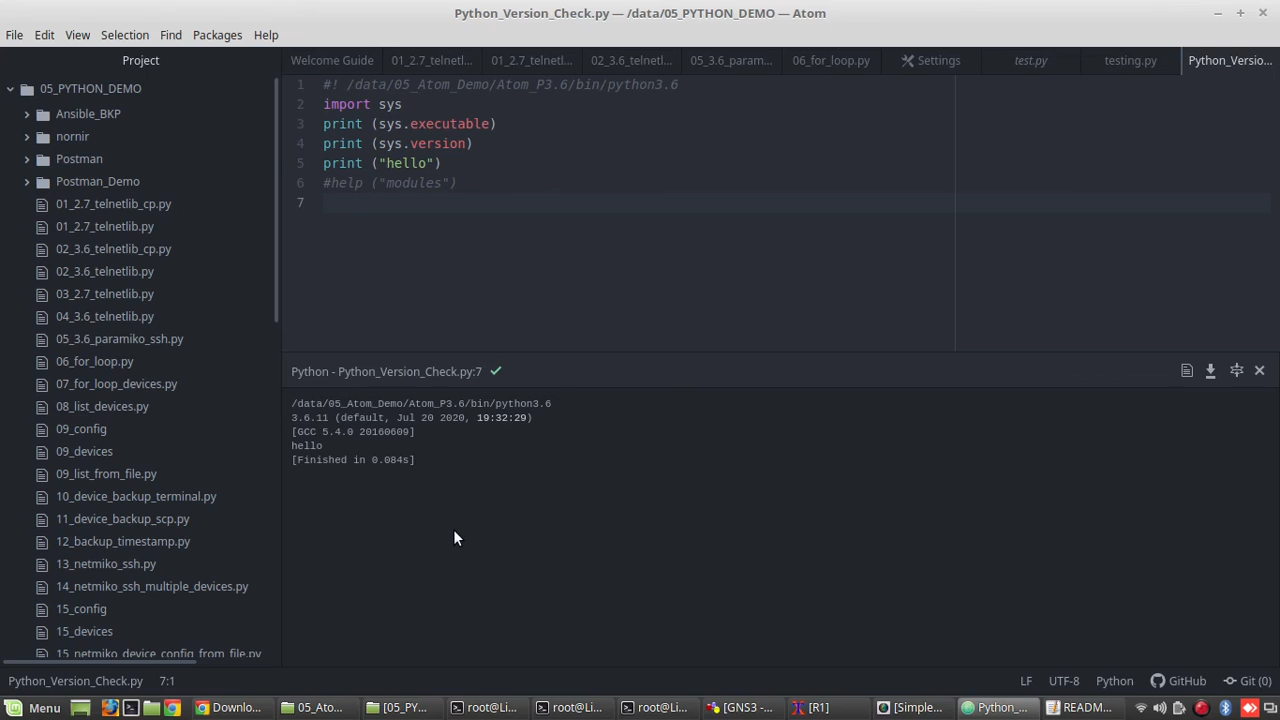 Python_Version_Check.py — /data/05_PYTHON_DEMO — Atom
File Edit View Selection Find Packages Help
Project
05_PYTHON_DEMO
Ansible_BKP
nornir
Postman
Postman_Demo
01_2.7_telnetlib_cp.py
01_2.7_telnetlib.py
02_3.6_telnetlib_cp.py
02_3.6_telnetlib.py
03_2.7_telnetlib.py
04_3.6_telnetlib.py
05_3.6_paramiko_ssh.py
06_for_loop.py
07_for_loop_devices.py
08_list_devices.py
09_config
09_devices
09_list_from_file.py
10_device_backup_terminal.py
11_device_backup_scp.py
12_backup_timestamp.py
13_netmiko_ssh.py
14_netmiko_ssh_multiple_devices.py
15_config
15_devices
15_netmiko_device_config_from_file.py
Welcome Guide 01_2.7_telnetl... 01_2.7_telnetl... 02_3.6_telnetl... 05_3.6_param... 06_for_loop.py Settings test.py testing.py Python_Versio...
1 #! /data/05_Atom_Demo/Atom_P3.6/bin/python3.6
2 import sys
3 print (sys.executable)
4 print (sys.version)
5 print ("hello")
6 #help ("modules")
7
Python - Python_Version_Check.py:7
/data/05_Atom_Demo/Atom_P3.6/bin/python3.6
3.6.11 (default, Jul 20 2020, 19:32:29)
[GCC 5.4.0 20160609]
hello
[Finished in 0.084s]
Python_Version_Check.py 7:1 LF UTF-8 Python GitHub Git (0)
Menu Downlo... 05_Ato... [05_PY... root@Li... root@Li... root@Li... [GNS3 -... [R1] [Simple... Python_... READM...